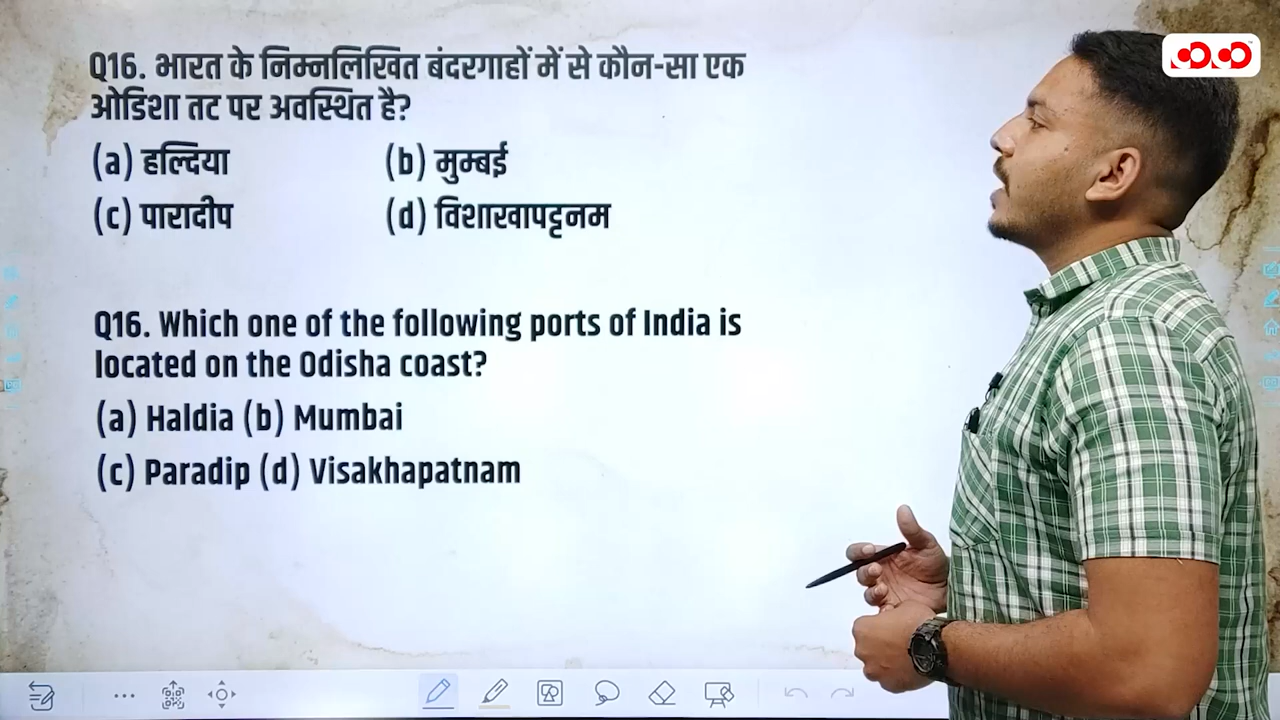 Q16. भारत के निम्नलिखित बंदरगाहों में से कौन-सा एक
ओडिशा तट पर अवस्थित है?
(a) हल्दिया (b) मुम्बई
(c) पारादीप (d) विशाखापट्टनम
Q16. Which one of the following ports of India is
located on the Odisha coast?
(a) Haldia (b) Mumbai
(c) Paradip (d) Visakhapatnam